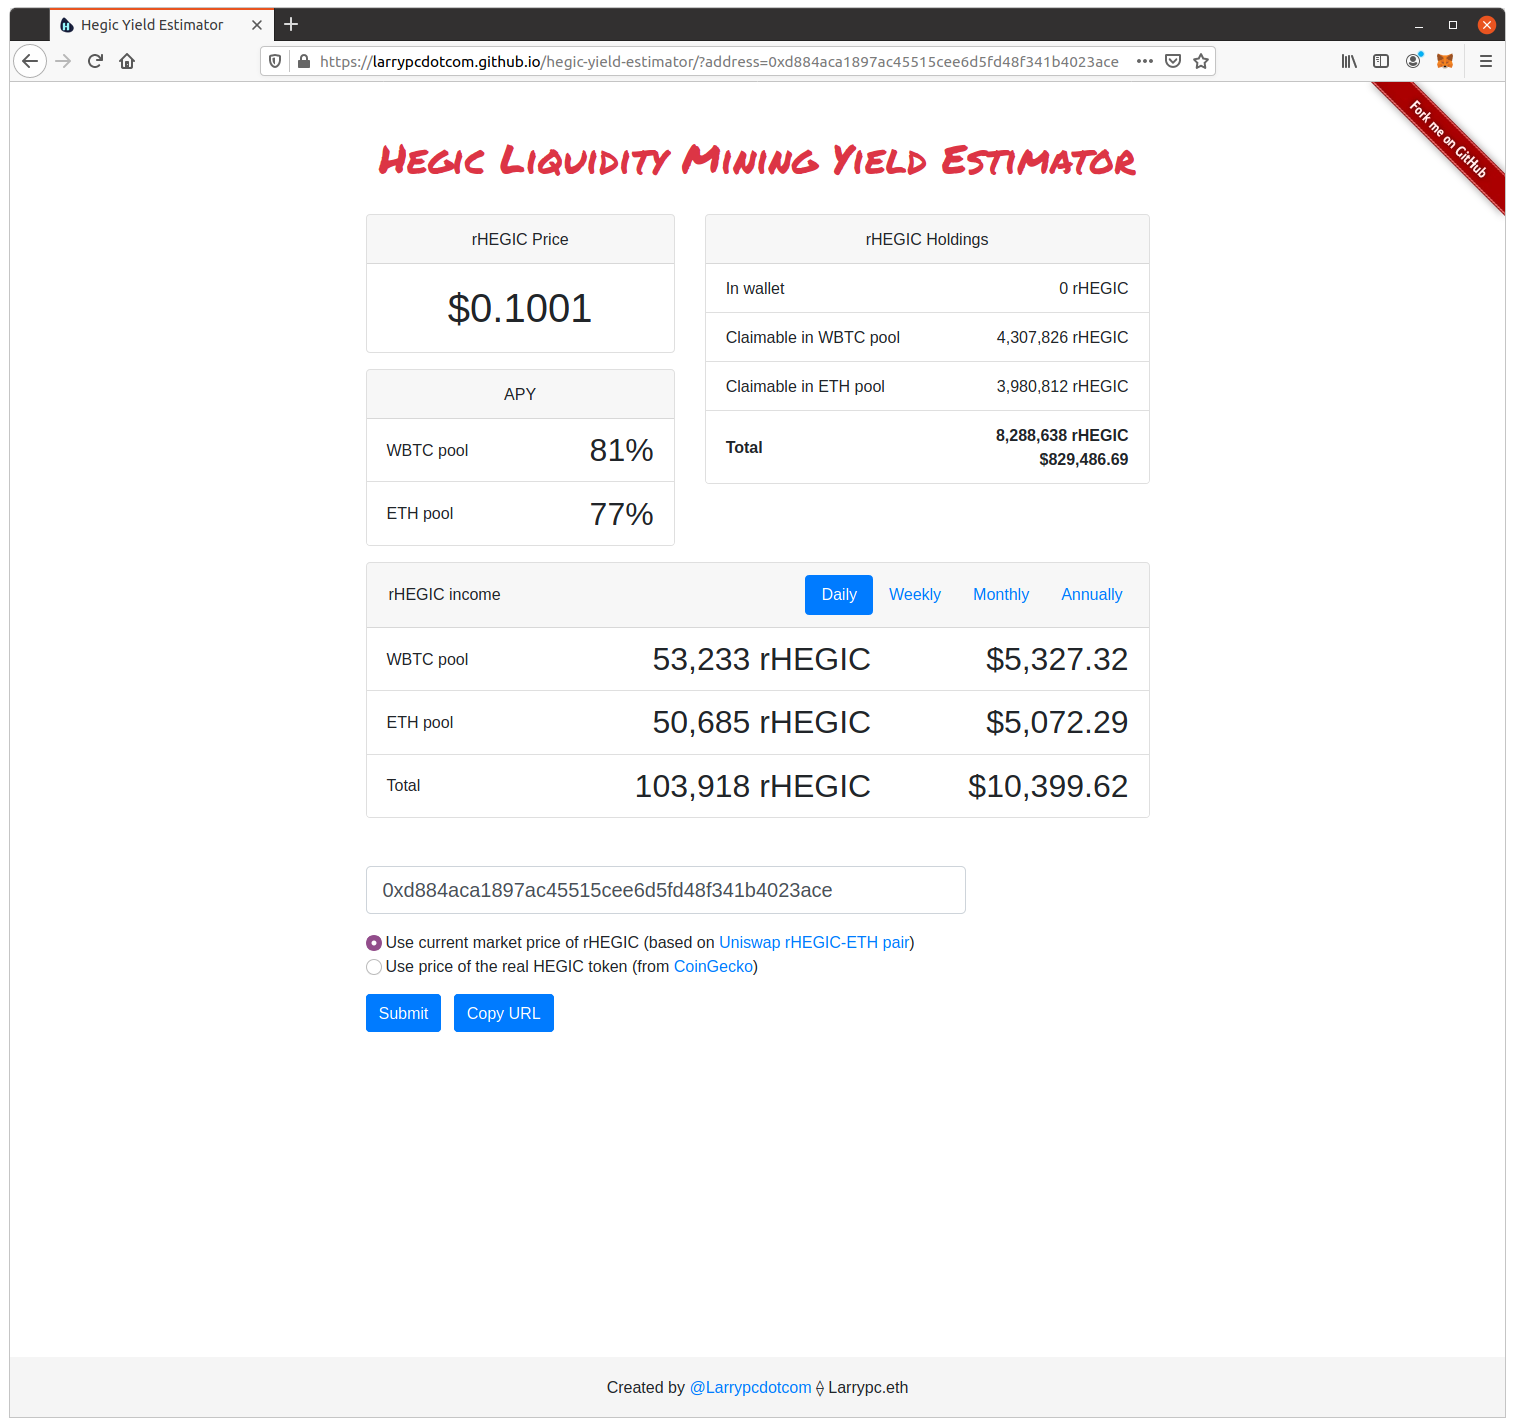 Hegic Yield Estimator
https://larrypcdotcom.github.io/hegic-yield-estimator/?address=0xd884aca1897ac45515cee6d5fd48f341b4023ace
Fork me on GitHub
Hegic Liquidity Mining Yield Estimator
rHEGIC Price
$0.1001
APY
WBTC pool 81%
ETH pool 77%
rHEGIC Holdings
In wallet 0 rHEGIC
Claimable in WBTC pool 4,307,826 rHEGIC
Claimable in ETH pool 3,980,812 rHEGIC
Total 8,288,638 rHEGIC
$829,486.69
rHEGIC income Daily Weekly Monthly Annually
WBTC pool 53,233 rHEGIC $5,327.32
ETH pool 50,685 rHEGIC $5,072.29
Total 103,918 rHEGIC $10,399.62
0xd884aca1897ac45515cee6d5fd48f341b4023ace
Use current market price of rHEGIC (based on Uniswap rHEGIC-ETH pair)
Use price of the real HEGIC token (from CoinGecko)
Submit Copy URL
Created by @Larrypcdotcom ⟠ Larrypc.eth